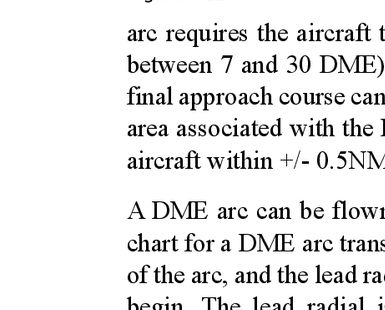 arc requires the aircraft
between 7 and 30 DME)
final approach course can
area associated with the
aircraft within +/- 0.5NM
A DME arc can be flown
chart for a DME arc
of the arc, and the lead
begin. The lead radial